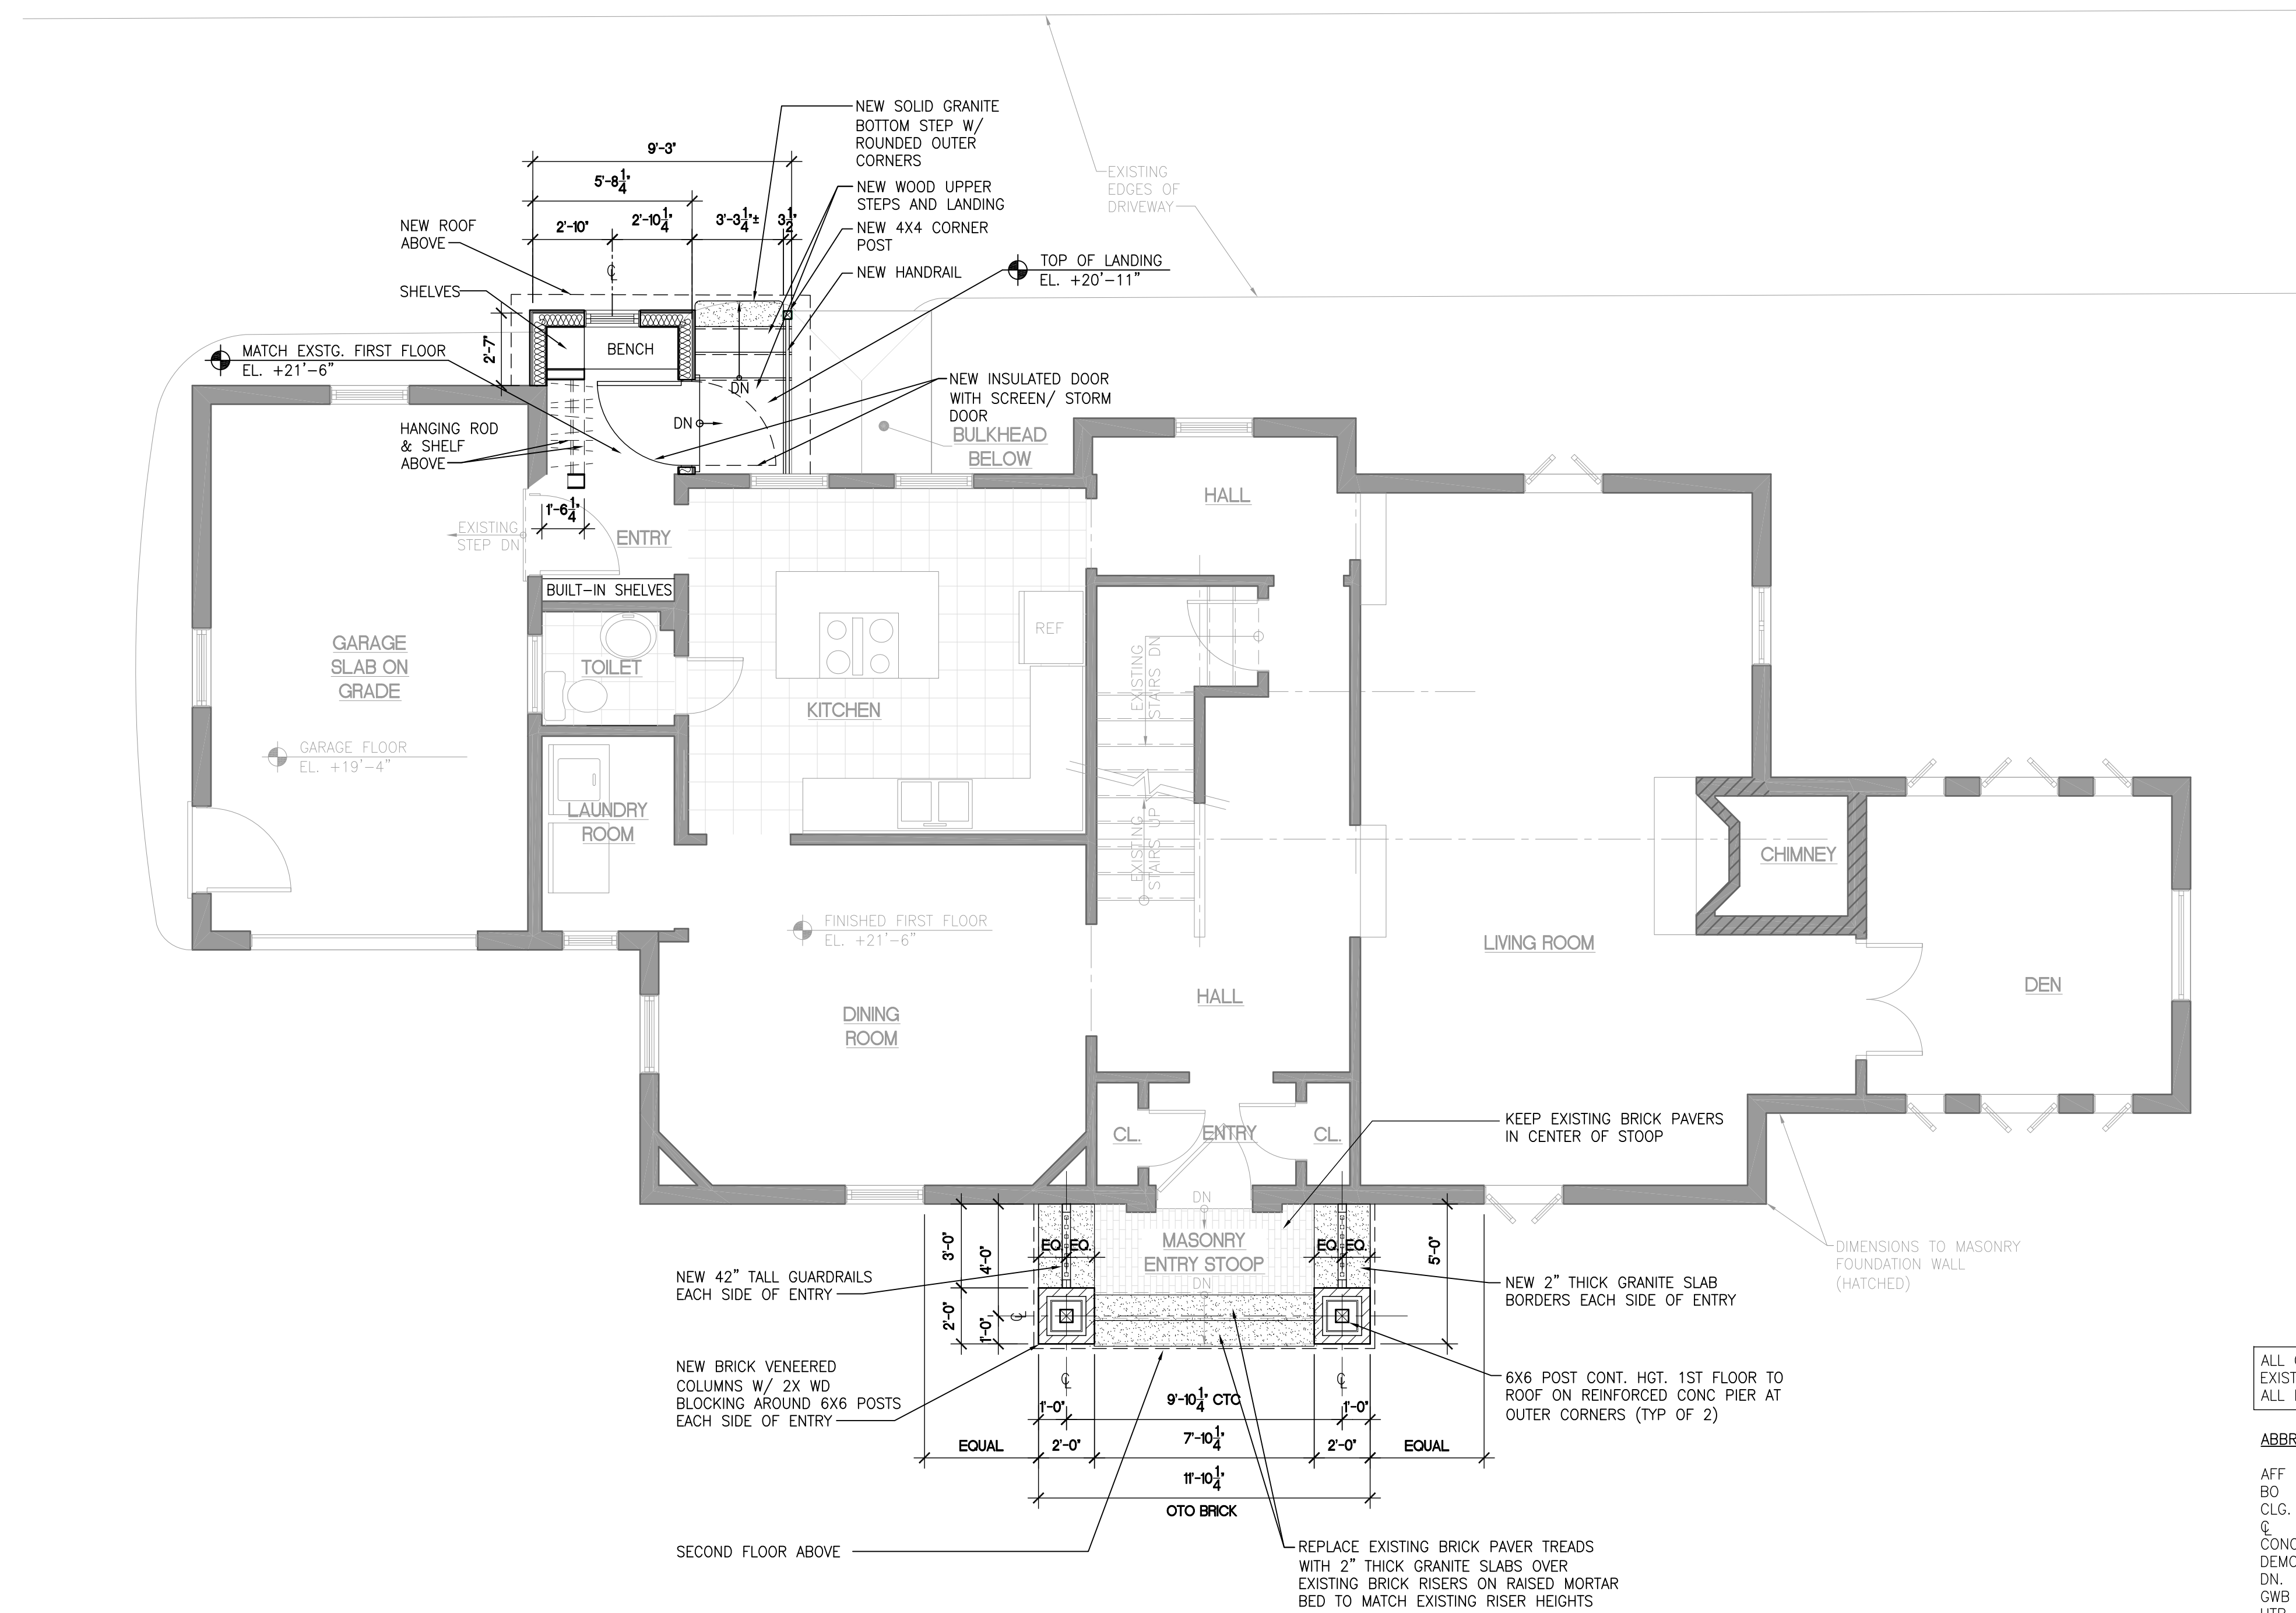 NEW SOLID GRANITE
BOTTOM STEP W/
ROUNDED OUTER
CORNERS
9'-3"
5'-8 1/4"
2'-10"
2'-10 1/4"
3'-3 1/4"±
3 1/2"
NEW WOOD UPPER
STEPS AND LANDING
EXISTING
EDGES OF
DRIVEWAY
NEW ROOF
ABOVE
NEW 4X4 CORNER
POST
NEW HANDRAIL
TOP OF LANDING
EL. +20'-11"
SHELVES
2'-7"
BENCH
MATCH EXSTG. FIRST FLOOR
EL. +21'-6"
DN
DN
NEW INSULATED DOOR
WITH SCREEN/ STORM
DOOR
HANGING ROD
& SHELF
ABOVE
BULKHEAD
BELOW
HALL
1'-6 1/4"
EXISTING
STEP DN
ENTRY
BUILT-IN SHELVES
REF
GARAGE
SLAB ON
GRADE
TOILET
KITCHEN
EXISTING
STAIRS DN
GARAGE FLOOR
EL. +19'-4"
LAUNDRY
ROOM
EXISTING
STAIRS UP
CHIMNEY
FINISHED FIRST FLOOR
EL. +21'-6"
LIVING ROOM
DEN
HALL
DINING
ROOM
CL.
ENTRY
CL.
KEEP EXISTING BRICK PAVERS
IN CENTER OF STOOP
DN
MASONRY
ENTRY STOOP
DN
EQ.
EQ.
EQ.
EQ.
3'-0"
4'-0"
2'-0"
1'-0"
5'-0"
℄
℄
℄
℄
DIMENSIONS TO MASONRY
FOUNDATION WALL
(HATCHED)
NEW 42" TALL GUARDRAILS
EACH SIDE OF ENTRY
NEW 2" THICK GRANITE SLAB
BORDERS EACH SIDE OF ENTRY
NEW BRICK VENEERED
COLUMNS W/ 2X WD
BLOCKING AROUND 6X6 POSTS
EACH SIDE OF ENTRY
6X6 POST CONT. HGT. 1ST FLOOR TO
ROOF ON REINFORCED CONC PIER AT
OUTER CORNERS (TYP OF 2)
1'-0"
9'-10 1/4" CTC
1'-0"
EQUAL
2'-0"
7'-10 1/4"
2'-0"
EQUAL
11'-10 1/4"
OTO BRICK
SECOND FLOOR ABOVE
REPLACE EXISTING BRICK PAVER TREADS
WITH 2" THICK GRANITE SLABS OVER
EXISTING BRICK RISERS ON RAISED MORTAR
BED TO MATCH EXISTING RISER HEIGHTS
ALL
ALL
AFF
BO
CLG.
℄
DN.
GWB